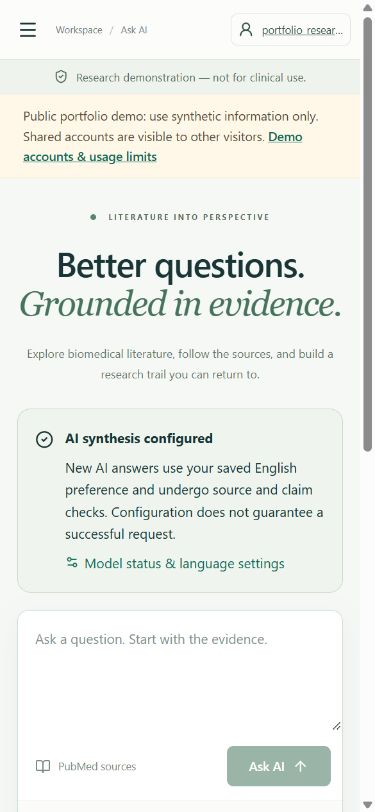 Workspace / Ask AI
portfolio_resear...
Research demonstration — not for clinical use.
Public portfolio demo: use synthetic information only.
Shared accounts are visible to other visitors. Demo
accounts & usage limits
LITERATURE INTO PERSPECTIVE
Better questions.
Grounded in evidence.
Explore biomedical literature, follow the sources, and build a
research trail you can return to.
AI synthesis configured
New AI answers use your saved English
preference and undergo source and claim
checks. Configuration does not guarantee a
successful request.
Model status & language settings
Ask a question. Start with the evidence.
PubMed sources
Ask AI